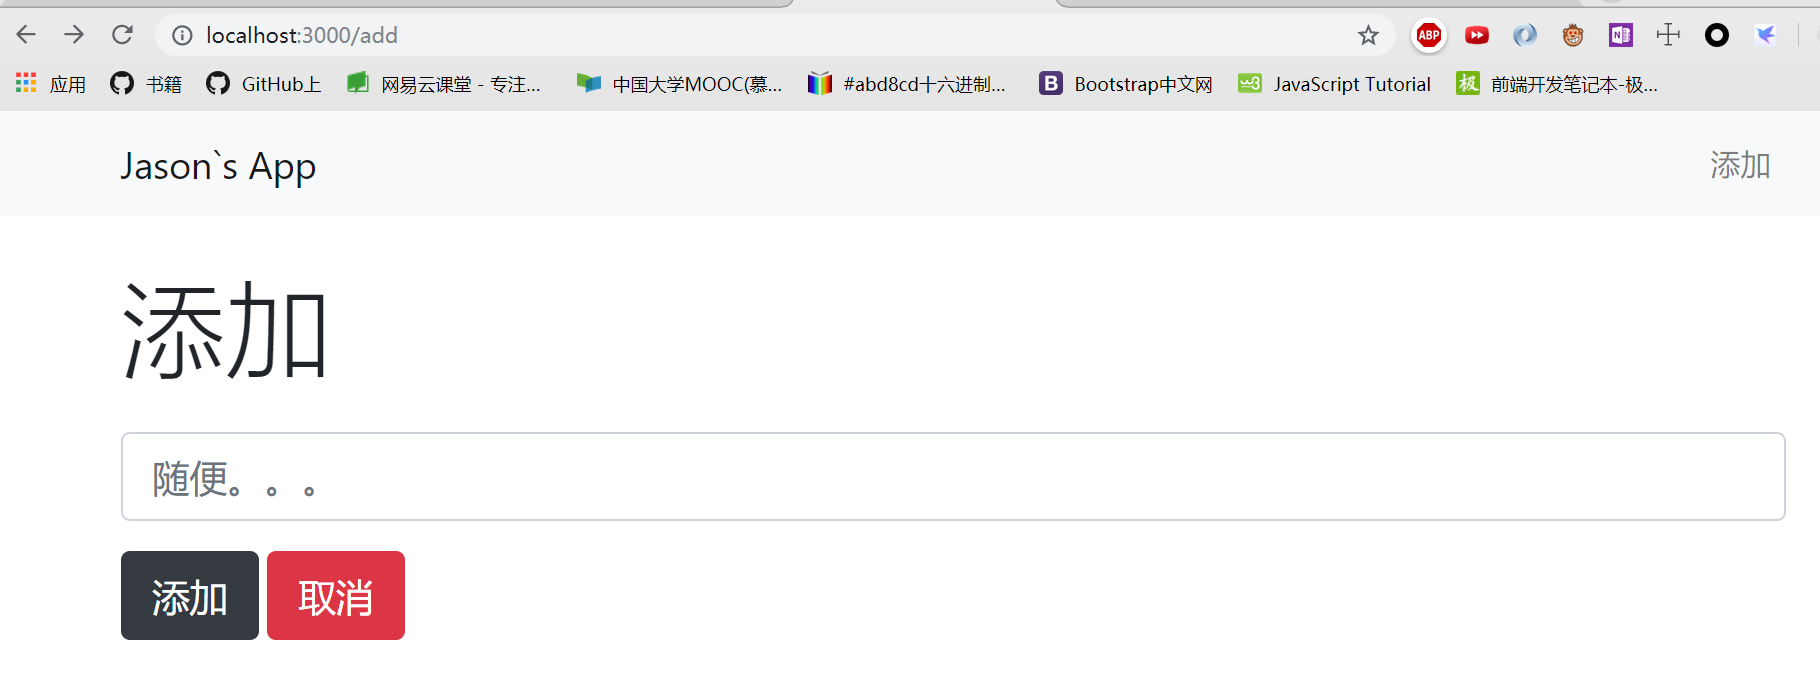 localhost:3000/add
ABP
应用 书籍 GitHub上 网易云课堂 - 专注... 中国大学MOOC(慕... #abd8cd十六进制... B Bootstrap中文网 w3 JavaScript Tutorial 极 前端开发笔记本-极...
Jason`s App 添加
添加
随便。。。
添加 取消